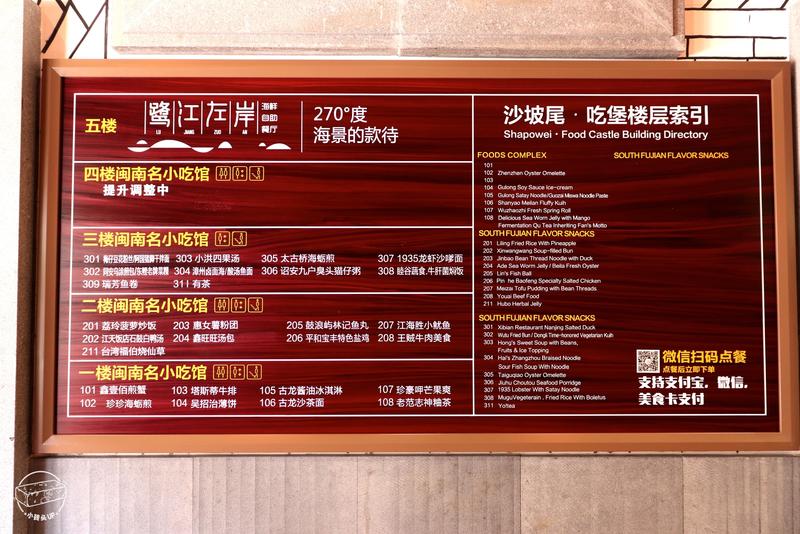 五楼
鹭江左岸
LU JIANG ZUO AN
海鲜
自助
餐厅
270°度
海景的款待
四楼闽南名小吃馆
提升调整中
三楼闽南名小吃馆
301 303 小洪四果汤 305 太古桥海蛎煎 307 1935龙虾沙嗲面
302 304 漳州卤面海/酸汤鱼面 306 诏安九户臭头猫仔粥 308 睦谷蔬食.牛肝菌焖饭
309 瑞芳鱼卷 311 有茶
二楼闽南名小吃馆
201 荔玲菠萝炒饭 203 惠女薯粉团 205 鼓浪屿林记鱼丸 207 江海胜小鱿鱼
202 江天饭店石鼓白鸭汤 204 鑫旺旺汤包 206 平和宝丰特色盐鸡 208 王贼牛肉美食
211 台湾福伯烧仙草
一楼闽南名小吃馆
101 鑫壹佰煎蟹 103 塔斯蒂牛排 105 古龙酱油冰淇淋 107 珍豪呷芒果爽
102 珍珍海蛎煎 104 吴招治薄饼 106 古龙沙茶面 108 老范志神粬茶
沙坡尾·吃堡楼层索引
Shapowei · Food Castle Building Directory
FOODS COMPLEX SOUTH FUJIAN FLAVOR SNACKS
101
102 Zhenzhen Oyster Omelette
103
104 Gulong Soy Sauce Ice-cream
105 Gulong Satay Noodle/Guozai Miswa Noodle Paste
106 Shanyao Meilan Fluffy Kuih
107 Wuzhaozhi Fresh Spring Roll
108 Delicious Sea Worm Jelly with Mango
Fermentation Qu Tea Inheriting Fan's Motto
SOUTH FUJIAN FLAVOR SNACKS
201 Liling Fried Rice With Pineapple
202 Xinwangwang Soup-filled Bun
203 Jinbao Bean Thread Noodle with Duck
204 Ade Sea Worm Jelly / Beila Fresh Oyster
205 Lin's Fish Ball
206 Pin he Baofeng Specialty Salted Chicken
207 Meizai Tofu Pudding with Bean Threads
208 Youai Beef Food
211 Hubo Herbal Jelly
SOUTH FUJIAN FLAVOR SNACKS
301 Xibian Restaurant Nanjing Salted Duck
302 Wutu Fried Bun / Dongli Time-honored Vegetarian Kuih
303 Hong's Sweet Soup with Beans,
Fruits & Ice Topping
304 Hai's Zhangzhou Braised Noodle
Sour Fish Soup With Noodle
305 Taiguqiao Oyster Omelette
306 Jiuhu Choutou Seafood Porridge
307 1935 Lobster With Satay Noodle
308 MuguVegeterain . Fried Rice With Boletus
311 Yo!tea
微信扫码点餐
点餐后立即下单
支持支付宝，微信，
美食卡支付
小砖头UP